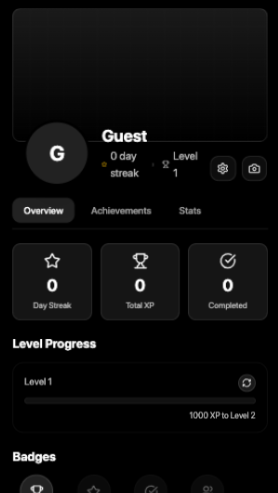 G
Guest
0 day streak · Level 1
Overview Achievements Stats
0 0 0
Day Streak Total XP Completed
Level Progress
Level 1
1000 XP to Level 2
Badges